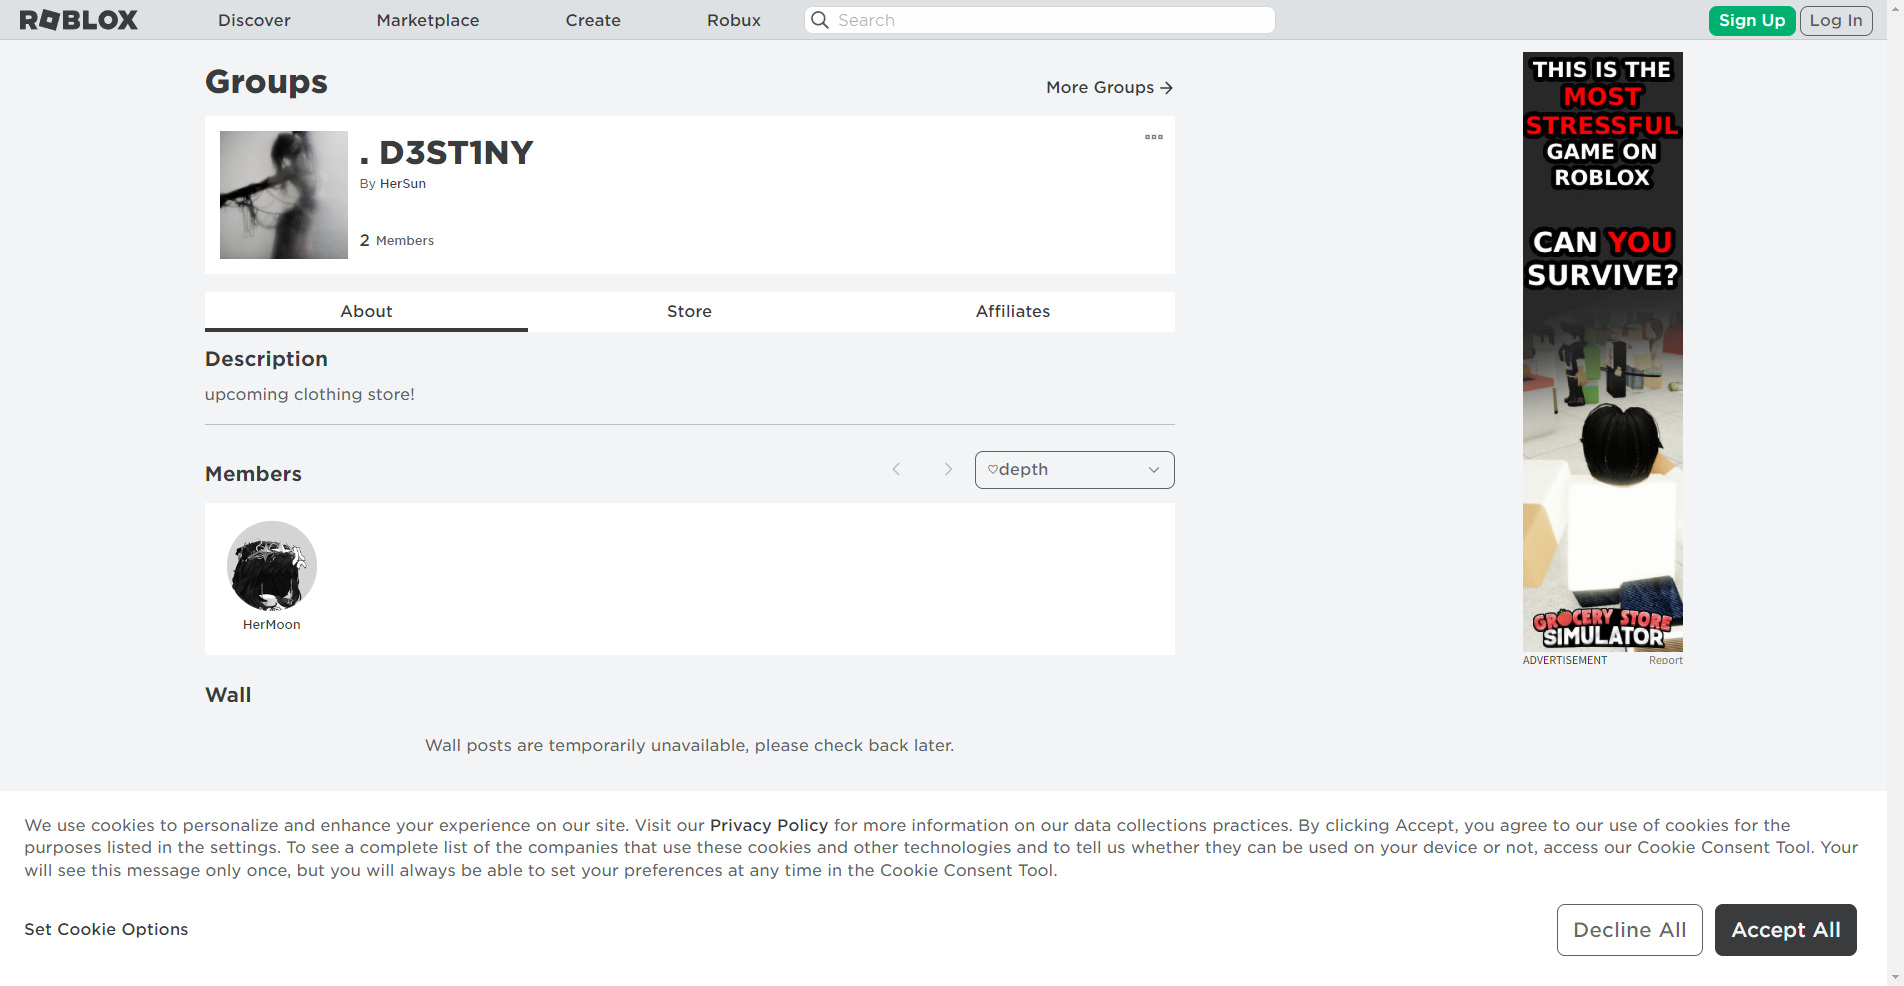 ROBLOX
Discover
Marketplace
Create
Robux
Search
Sign Up
Log In
Groups
More Groups →
. D3ST1NY
By HerSun
2 Members
About
Store
Affiliates
Description
upcoming clothing store!
Members
♡depth
HerMoon
Wall
Wall posts are temporarily unavailable, please check back later.
THIS IS THE
MOST
STRESSFUL
GAME ON
ROBLOX
CAN YOU
SURVIVE?
GROCERY STORE
SIMULATOR
ADVERTISEMENT
Report
We use cookies to personalize and enhance your experience on our site. Visit our Privacy Policy for more information on our data collections practices. By clicking Accept, you agree to our use of cookies for the
purposes listed in the settings. To see a complete list of the companies that use these cookies and other technologies and to tell us whether they can be used on your device or not, access our Cookie Consent Tool. Your
will see this message only once, but you will always be able to set your preferences at any time in the Cookie Consent Tool.
Set Cookie Options
Decline All
Accept All